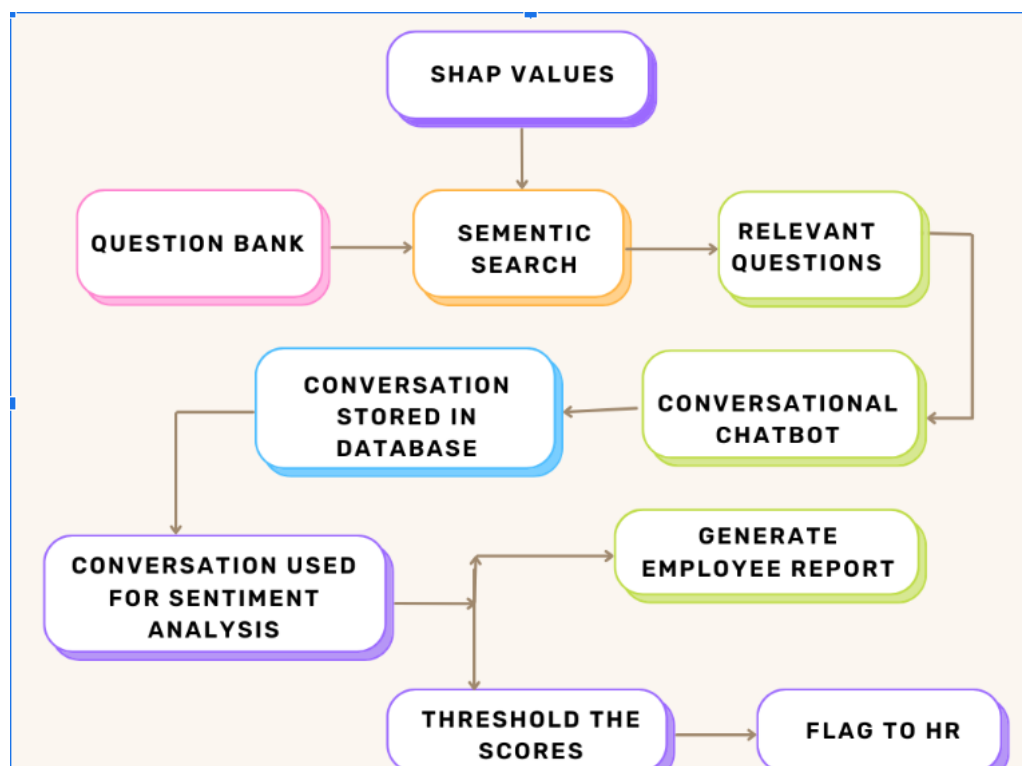 SHAP VALUES
QUESTION BANK
SEMENTIC
SEARCH
RELEVANT
QUESTIONS
CONVERSATION
STORED IN
DATABASE
CONVERSATIONAL
CHATBOT
CONVERSATION USED
FOR SENTIMENT
ANALYSIS
GENERATE
EMPLOYEE REPORT
THRESHOLD THE
SCORES
FLAG TO HR